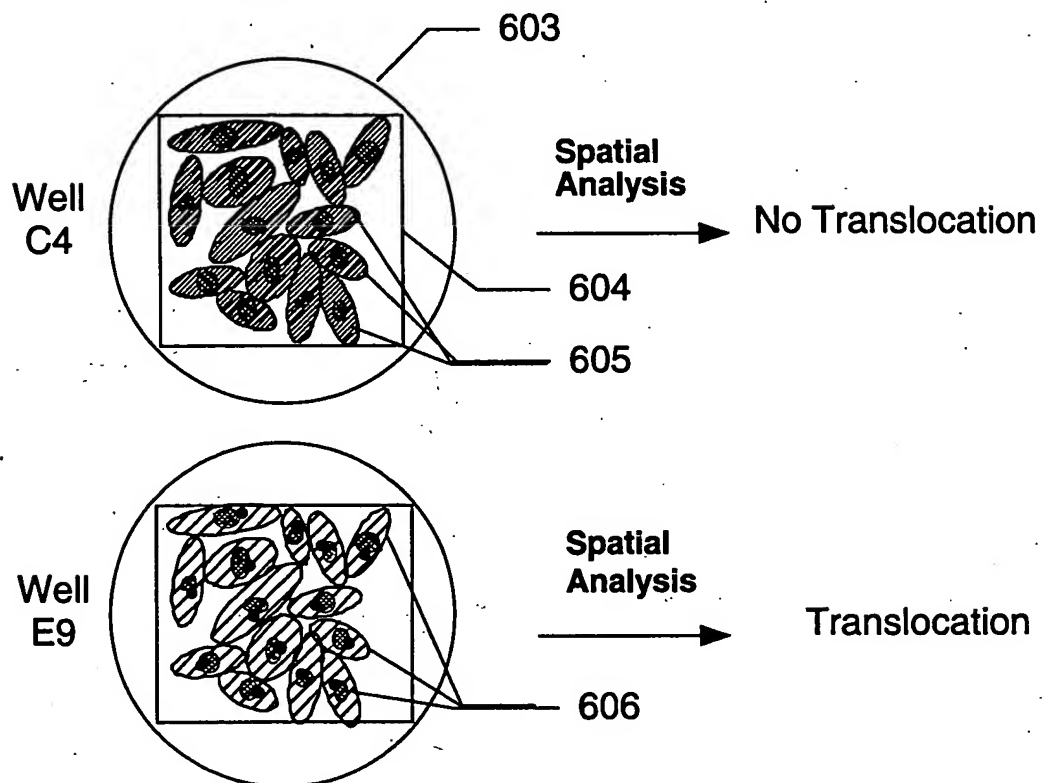 603
Well
C4
Spatial
Analysis
No Translocation
604
605
Well
E9
Spatial
Analysis
Translocation
606